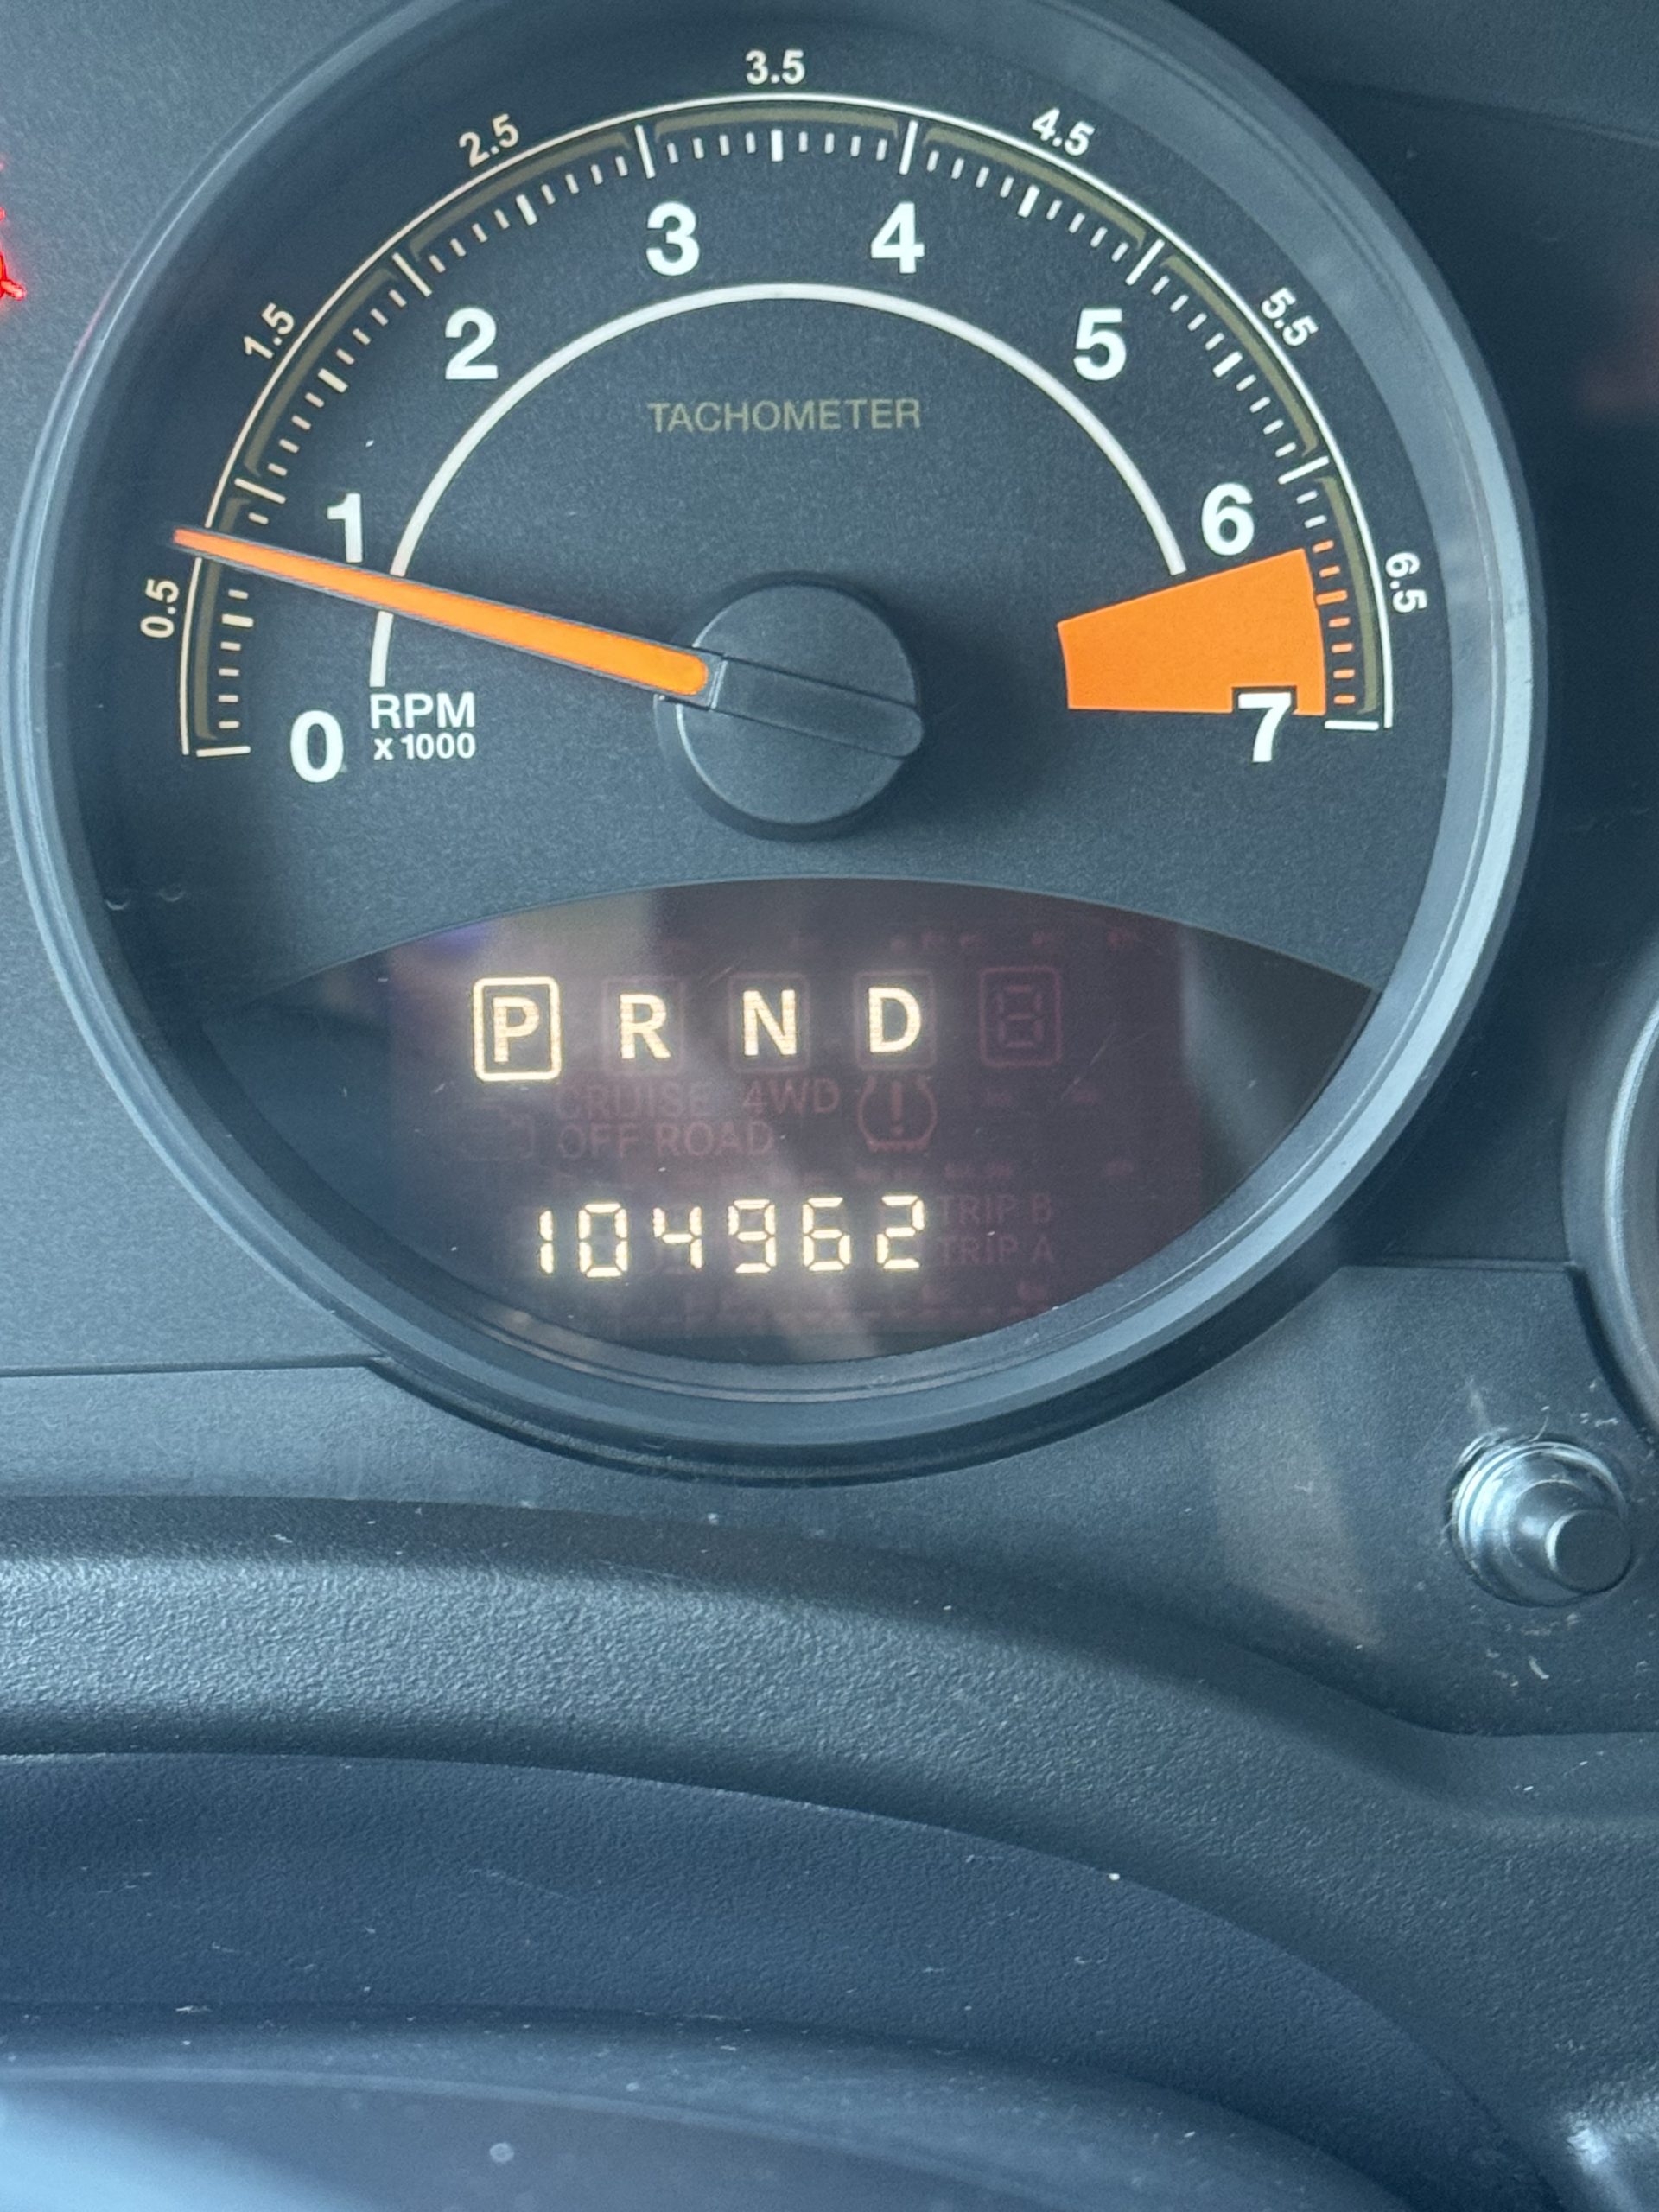 3.5
2.5 4.5
3 4
1.5 5.5
2 5
TACHOMETER
1 6
0.5 6.5
RPM
0 7
x 1000
P R N D 8
CRUISE 4WD
OFF ROAD
TRIP B
104962
TRIP A